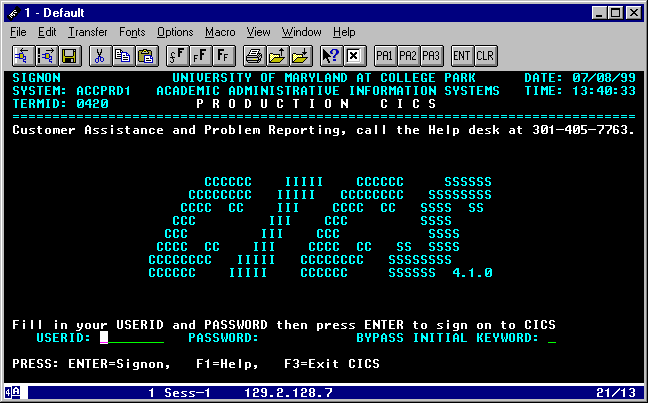 1 - Default
File Edit Transfer Fonts Options Macro View Window Help
PA1 PA2 PA3 ENT CLR
SIGNON UNIVERSITY OF MARYLAND AT COLLEGE PARK DATE: 07/08/99
SYSTEM: ACCPRD1 ACADEMIC ADMINISTRATIVE INFORMATION SYSTEMS TIME: 13:40:33
TERMID: 0420 P R O D U C T I O N C I C S
===============================================================================
Customer Assistance and Problem Reporting, call the Help desk at 301-405-7763.
CCCCCC IIIII CCCCCC SSSSSS
CCCCCCCC IIIII CCCCCCCC SSSSSSSS
CCCC CC III CCCC CC SSSS SS
CCC III CCC SSSS
CCC III CCC SSSS
CCCC CC III CCCC CC SS SSSS
CCCCCCCC IIIII CCCCCCCC SSSSSSSS
CCCCCC IIIII CCCCCC SSSSSS 4.1.0
Fill in your USERID and PASSWORD then press ENTER to sign on to CICS
USERID: ________ PASSWORD: BYPASS INITIAL KEYWORD: _
PRESS: ENTER=Signon, F1=Help, F3=Exit CICS
4A 1 Sess-1 129.2.128.7 21/13